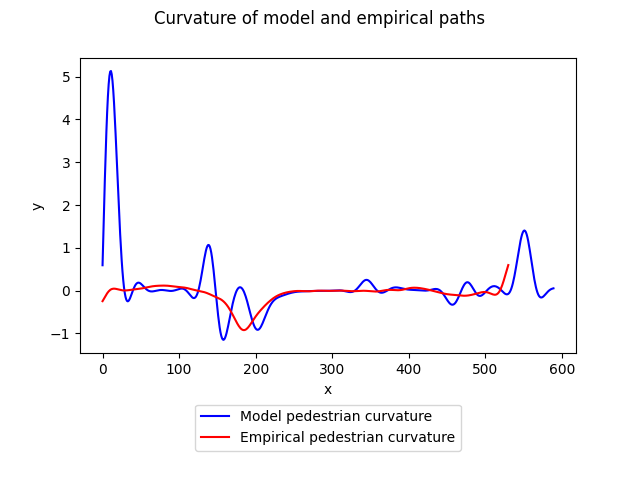 Curvature of model and empirical paths
5
4
3
2
1
0
−1
y
0 100 200 300 400 500 600
x
Model pedestrian curvature
Empirical pedestrian curvature